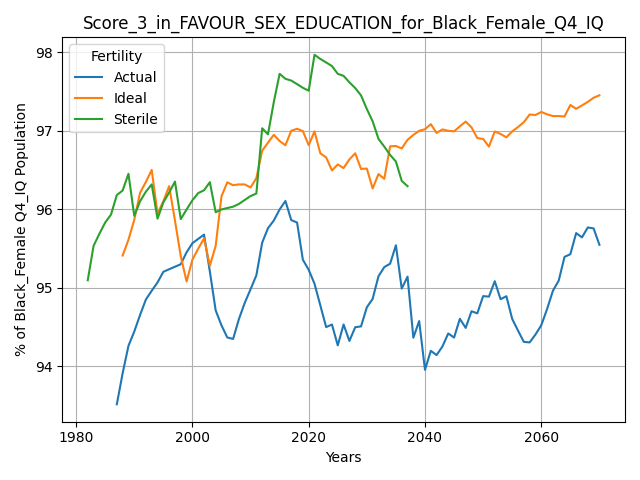 Score_3_in_FAVOUR_SEX_EDUCATION_for_Black_Female_Q4_IQ
Fertility
Actual
Ideal
Sterile
% of Black_Female Q4_IQ Population
98
97
96
95
94
1980
2000
2020
2040
2060
Years